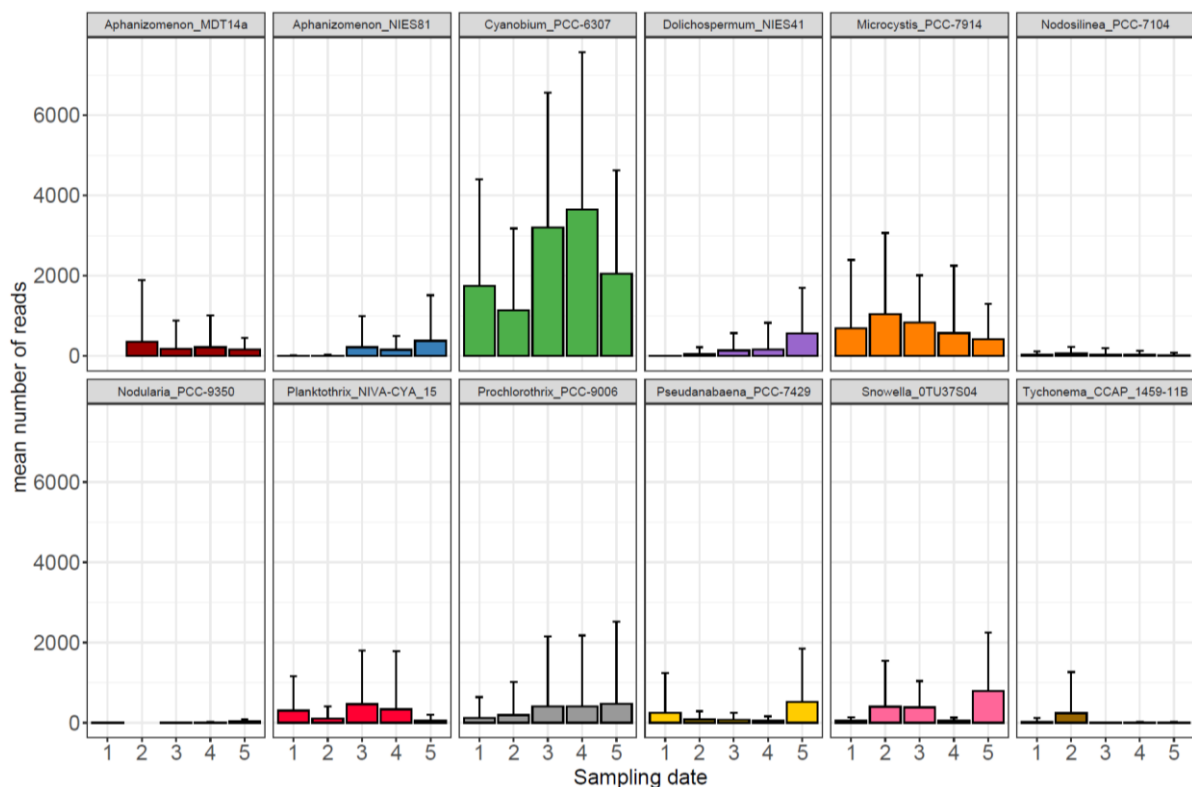 Aphanizomenon_MDT14a Aphanizomenon_NIES81 Cyanobium_PCC-6307 Dolichospermum_NIES41 Microcystis_PCC-7914 Nodosilinea_PCC-7104
6000
4000
2000
0
mean number of reads
Nodularia_PCC-9350 Planktothrix_NIVA-CYA_15 Prochlorothrix_PCC-9006 Pseudanabaena_PCC-7429 Snowella_0TU37S04 Tychonema_CCAP_1459-11B
6000
4000
2000
0
1 2 3 4 5 1 2 3 4 5 1 2 3 4 5 1 2 3 4 5 1 2 3 4 5 1 2 3 4 5
Sampling date